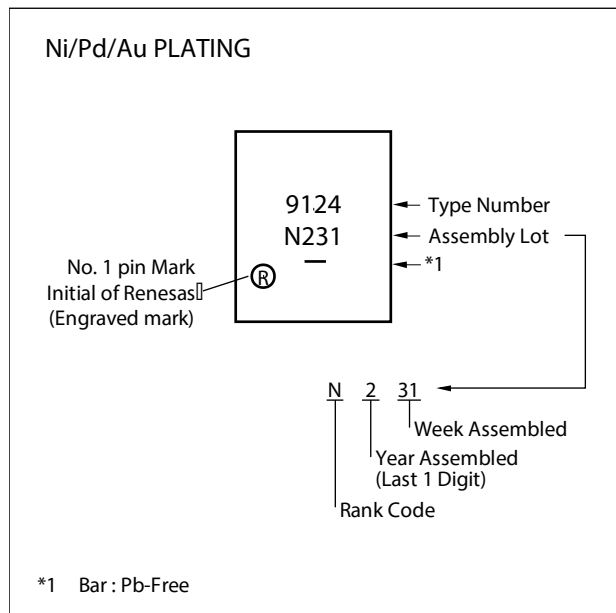 Ni/Pd/Au PLATING
9124
N231
Type Number
Assembly Lot
*1
No. 1 pin Mark
Initial of Renesas
(Engraved mark)
R
N 2 31
Week Assembled
Year Assembled
(Last 1 Digit)
Rank Code
*1 Bar : Pb-Free